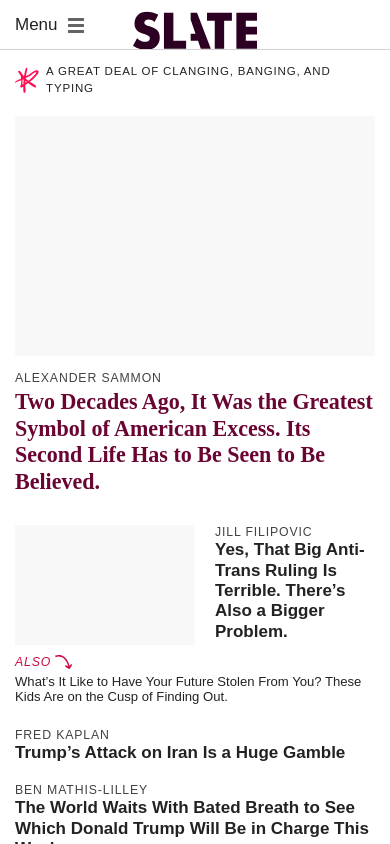 Menu
SLATE
A GREAT DEAL OF CLANGING, BANGING, AND
TYPING
ALEXANDER SAMMON
Two Decades Ago, It Was the Greatest
Symbol of American Excess. Its
Second Life Has to Be Seen to Be
Believed.
JILL FILIPOVIC
Yes, That Big Anti-
Trans Ruling Is
Terrible. There’s
Also a Bigger
Problem.
ALSO
What’s It Like to Have Your Future Stolen From You? These
Kids Are on the Cusp of Finding Out.
FRED KAPLAN
Trump’s Attack on Iran Is a Huge Gamble
BEN MATHIS-LILLEY
The World Waits With Bated Breath to See
Which Donald Trump Will Be in Charge This